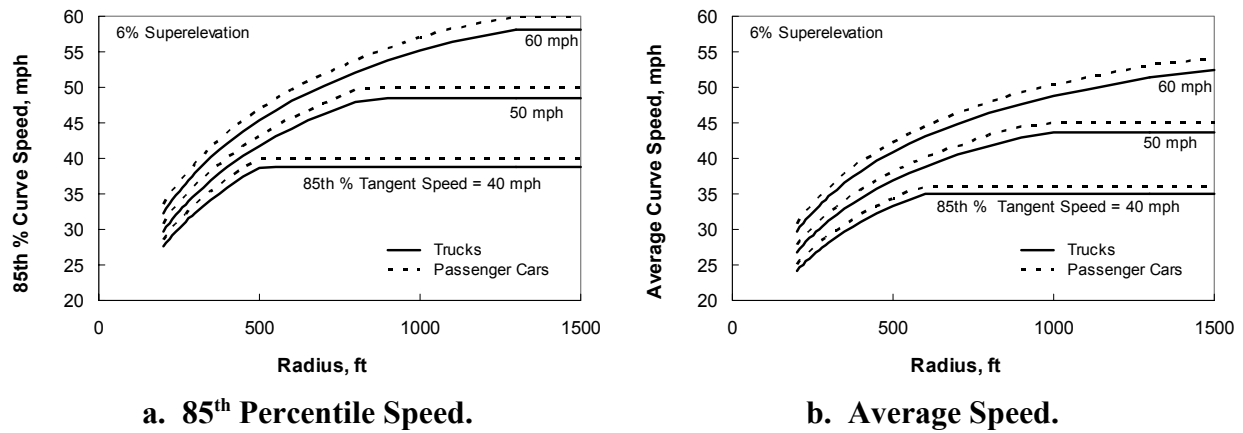 6% Superelevation
85th % Curve Speed, mph
60
55
50
45
40
35
30
25
20
60 mph
50 mph
85th % Tangent Speed = 40 mph
Trucks
Passenger Cars
0 500 1000 1500
Radius, ft
a. 85th Percentile Speed.
6% Superelevation
Average Curve Speed, mph
60
55
50
45
40
35
30
25
20
60 mph
50 mph
85th % Tangent Speed = 40 mph
Trucks
Passenger Cars
0 500 1000 1500
Radius, ft
b. Average Speed.